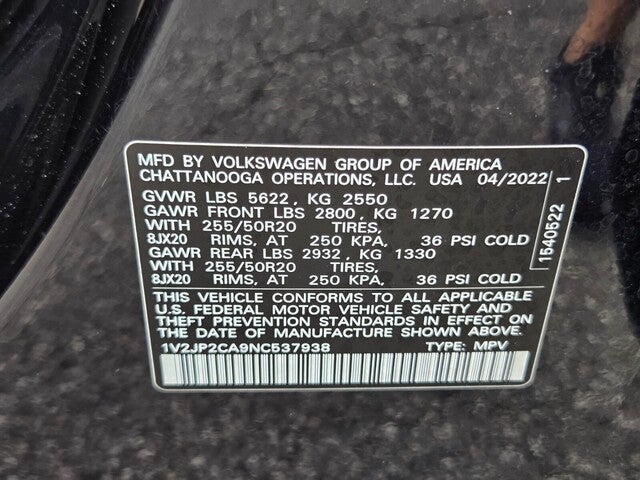 MFD BY VOLKSWAGEN GROUP OF AMERICA
CHATTANOOGA OPERATIONS, LLC. USA 04/2022
GVWR LBS 5622, KG 2550
GAWR FRONT LBS 2800, KG 1270
WITH 255/50R20 TIRES,
8JX20 RIMS, AT 250 KPA, 36 PSI COLD
GAWR REAR LBS 2932, KG 1330
WITH 255/50R20 TIRES,
8JX20 RIMS, AT 250 KPA, 36 PSI COLD
THIS VEHICLE CONFORMS TO ALL APPLICABLE
U.S. FEDERAL MOTOR VEHICLE SAFETY AND
THEFT PREVENTION STANDARDS IN EFFECT ON
THE DATE OF MANUFACTURE SHOWN ABOVE.
1V2JP2CA9NC537938 TYPE: MPV
1540522 1